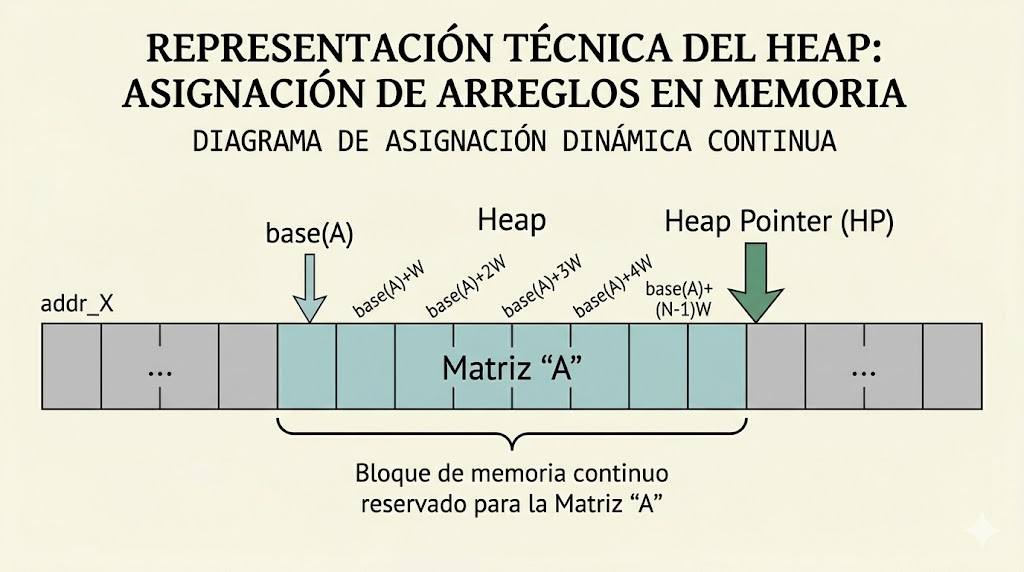 REPRESENTACIÓN TÉCNICA DEL HEAP:
ASIGNACIÓN DE ARREGLOS EN MEMORIA
DIAGRAMA DE ASIGNACIÓN DINÁMICA CONTINUA
base(A)
Heap
Heap Pointer (HP)
addr_X
base(A)+W
base(A)+2W
base(A)+3W
base(A)+4W
base(A)+
(N-1)W
...
Matriz “A”
...
Bloque de memoria continuo
reservado para la Matriz “A”